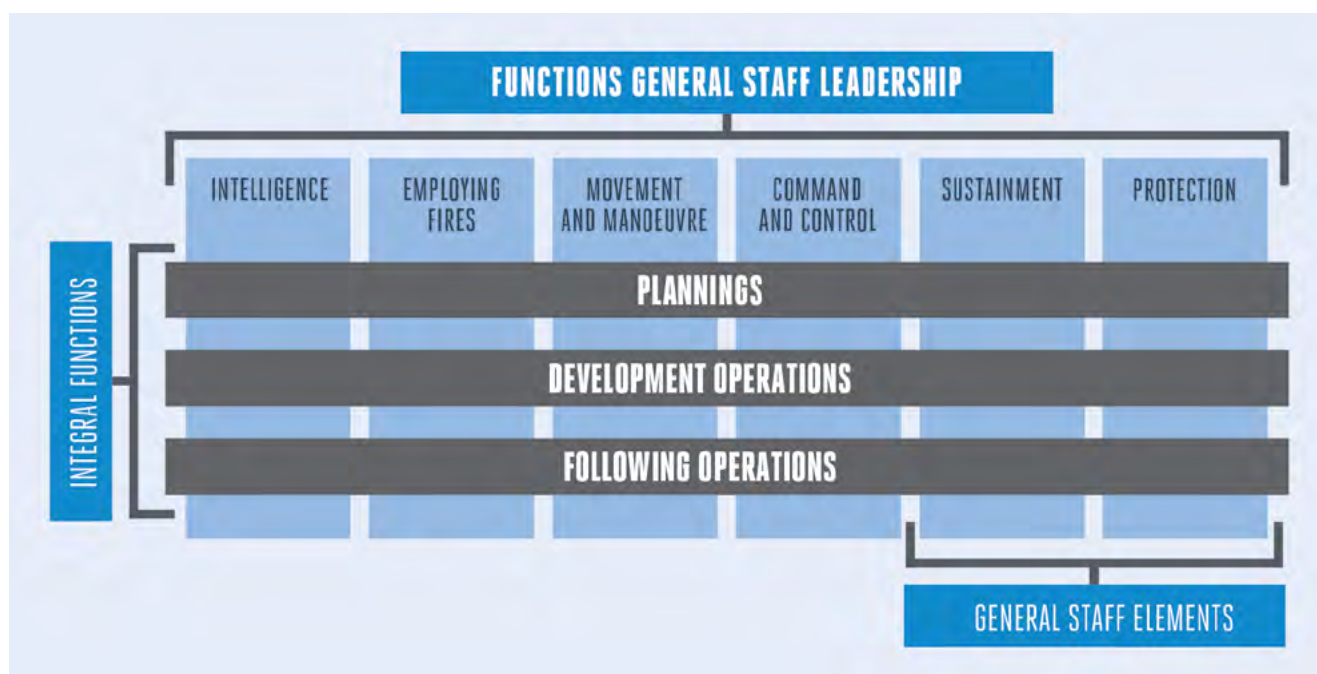 FUNCTIONS GENERAL STAFF LEADERSHIP
INTELLIGENCE
EMPLOYING
FIRES
MOVEMENT
AND MANOEUVRE
COMMAND
AND CONTROL
SUSTAINMENT
PROTECTION
INTEGRAL FUNCTIONS
PLANNINGS
DEVELOPMENT OPERATIONS
FOLLOWING OPERATIONS
GENERAL STAFF ELEMENTS